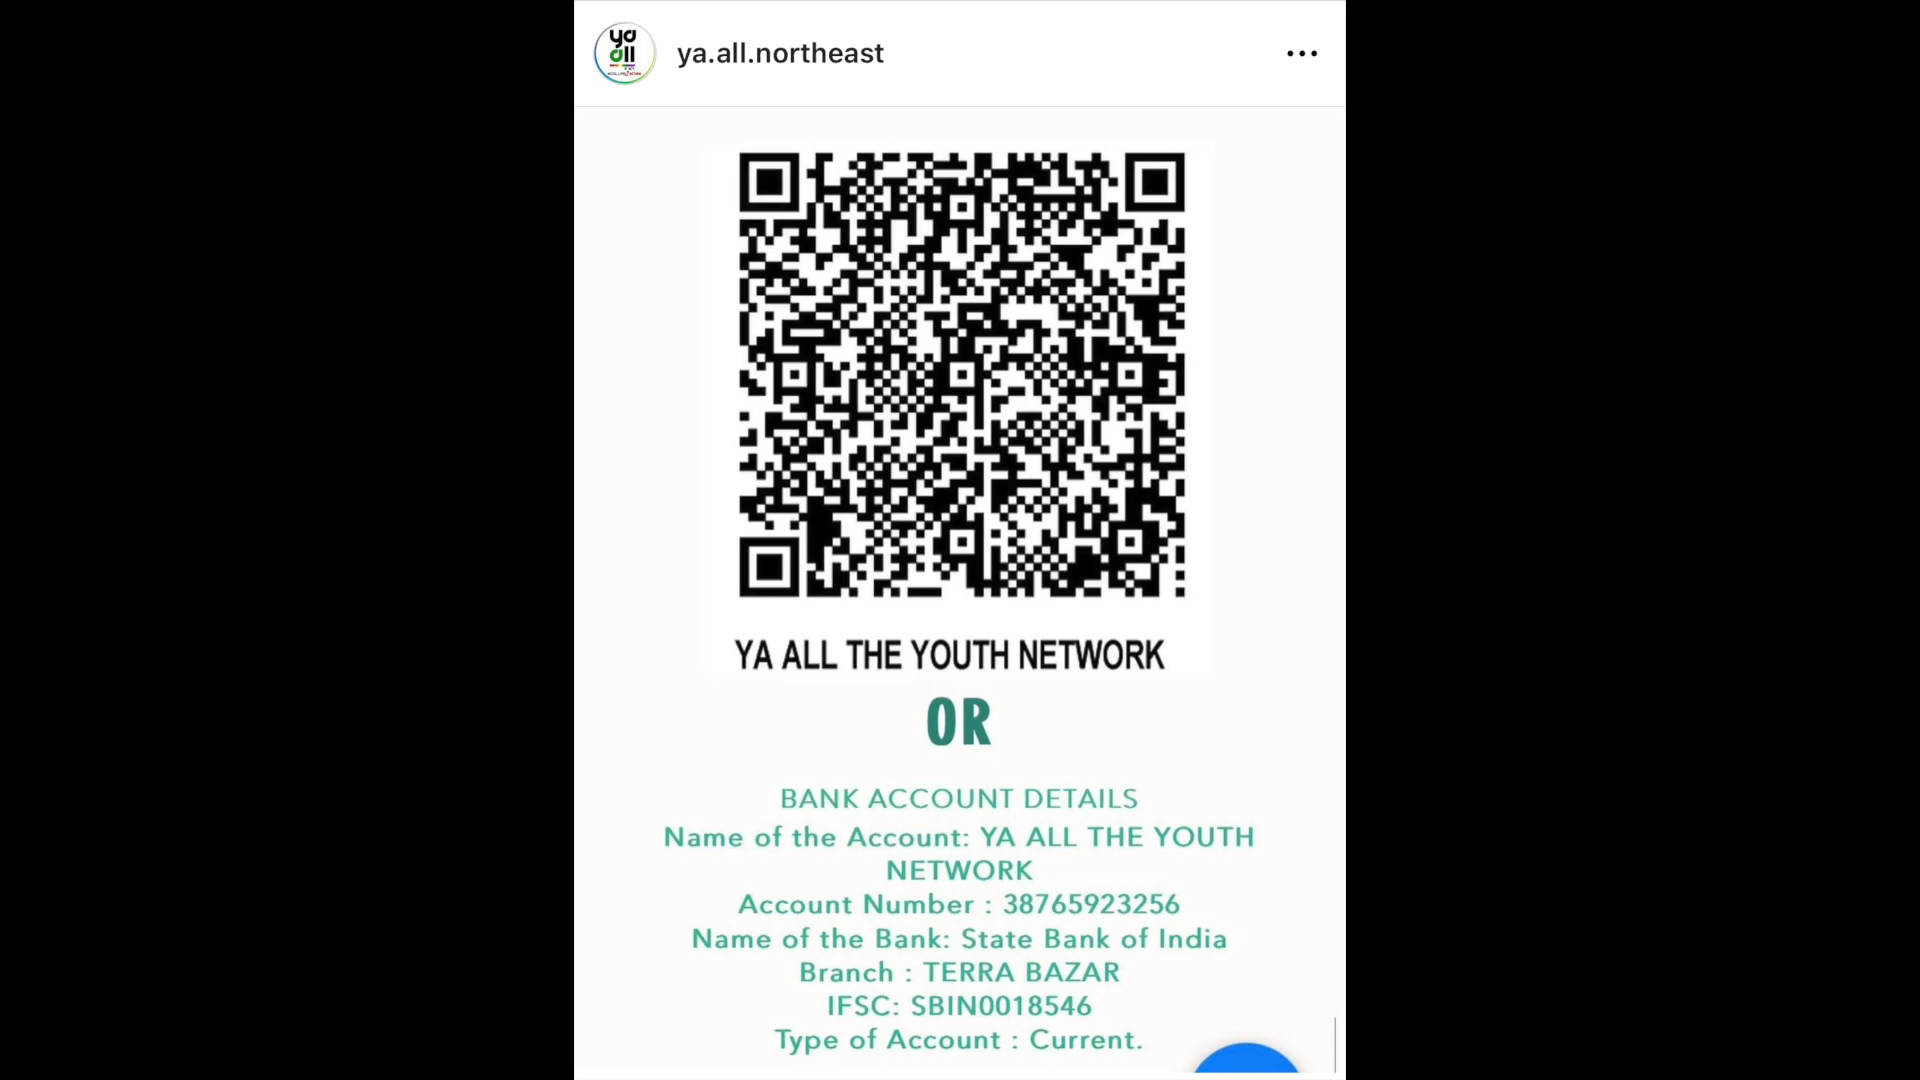 ya all
ya.all.northeast
YA ALL THE YOUTH NETWORK
OR
BANK ACCOUNT DETAILS
Name of the Account: YA ALL THE YOUTH
NETWORK
Account Number : 38765923256
Name of the Bank: State Bank of India
Branch : TERRA BAZAR
IFSC: SBIN0018546
Type of Account : Current.